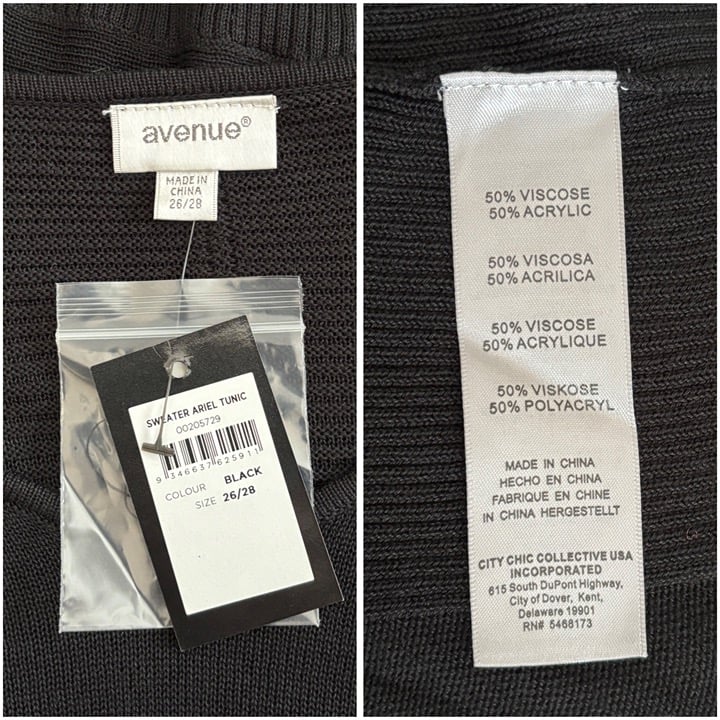 avenue®
MADE IN
CHINA
26/28
SWEATER ARIEL TUNIC
00205729
9 346637 625911
COLOUR BLACK
SIZE 26/28
50% VISCOSE
50% ACRYLIC
50% VISCOSA
50% ACRILICA
50% VISCOSE
50% ACRYLIQUE
50% VISKOSE
50% POLYACRYL
MADE IN CHINA
HECHO EN CHINA
FABRIQUE EN CHINE
IN CHINA HERGESTELLT
CITY CHIC COLLECTIVE USA
INCORPORATED
615 South DuPont Highway,
City of Dover, Kent,
Delaware 19901
RN# 5468173